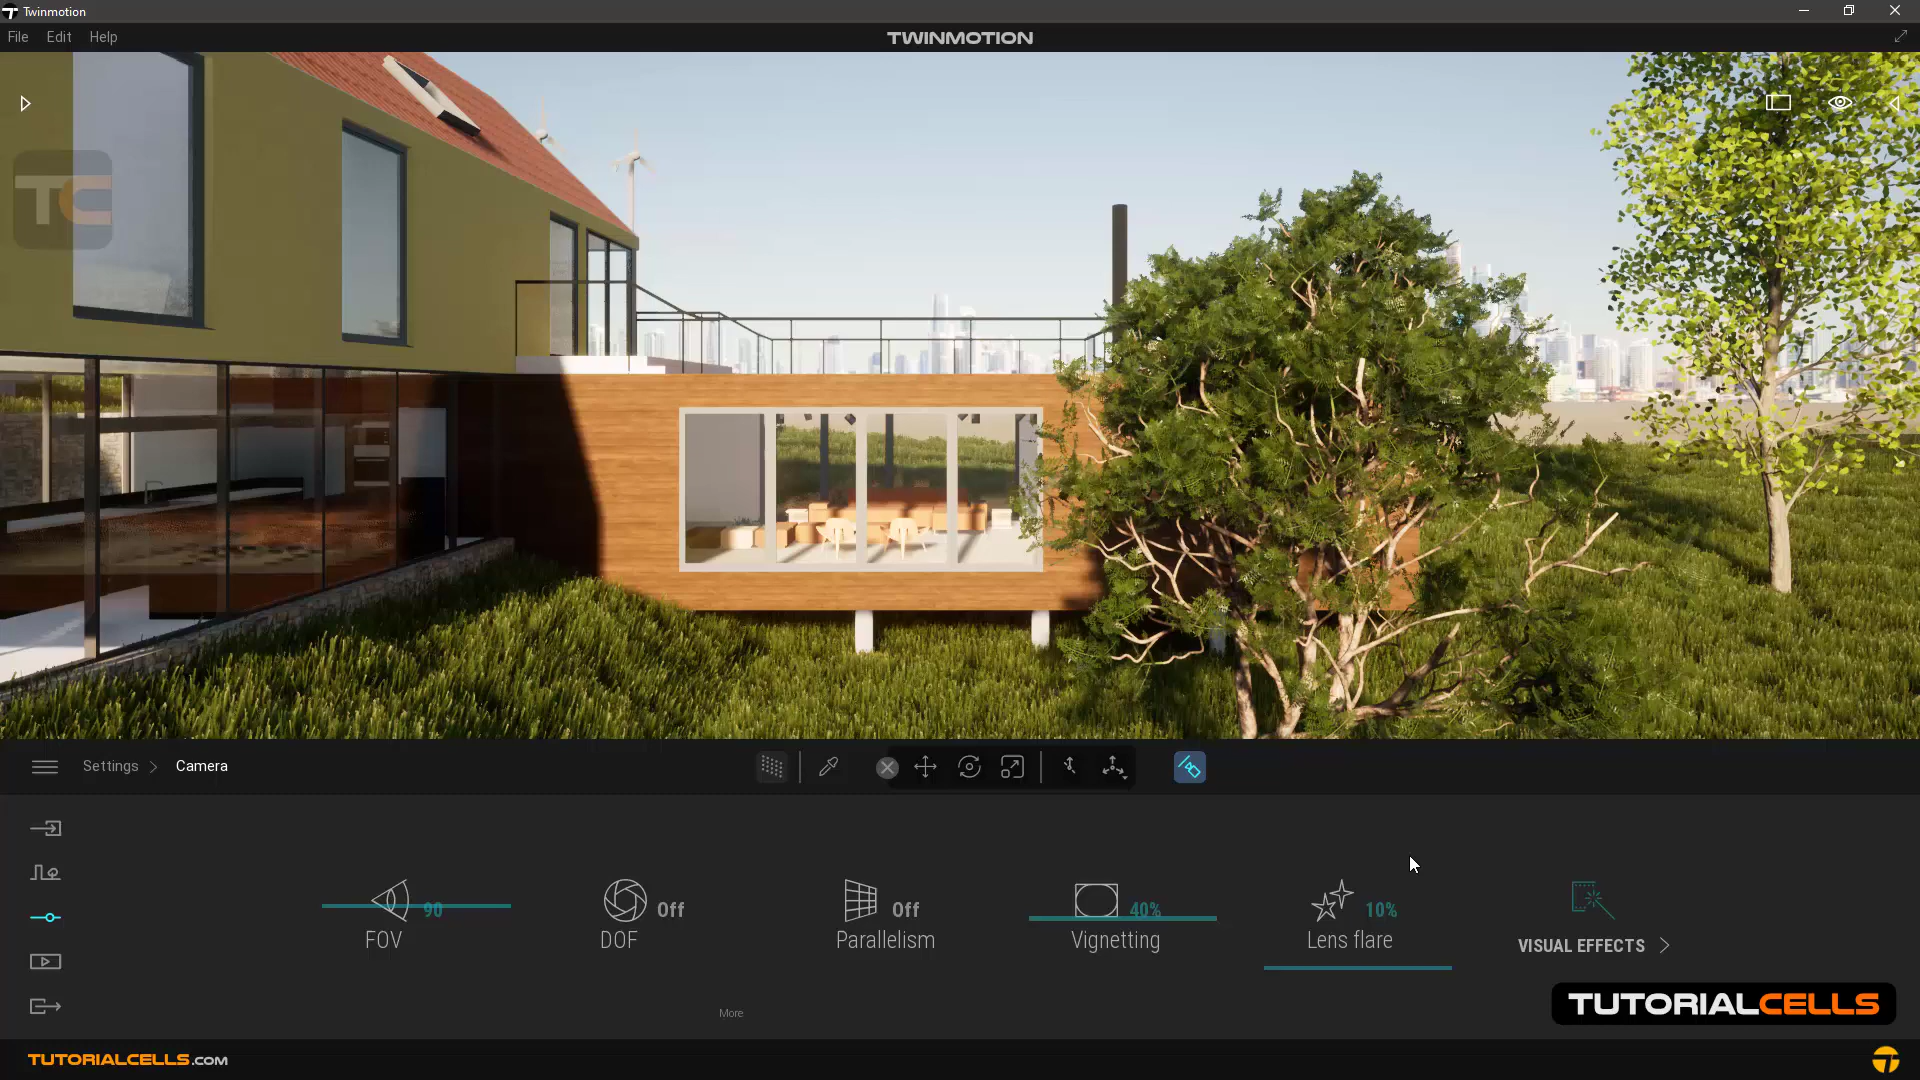 Twinmotion
File Edit Help
TWINMOTION
TC
Settings Camera
90
FOV
Off
DOF
Off
Parallelism
40%
Vignetting
10%
Lens flare
VISUAL EFFECTS
More
TUTORIALCELLS
TUTORIALCELLS.COM